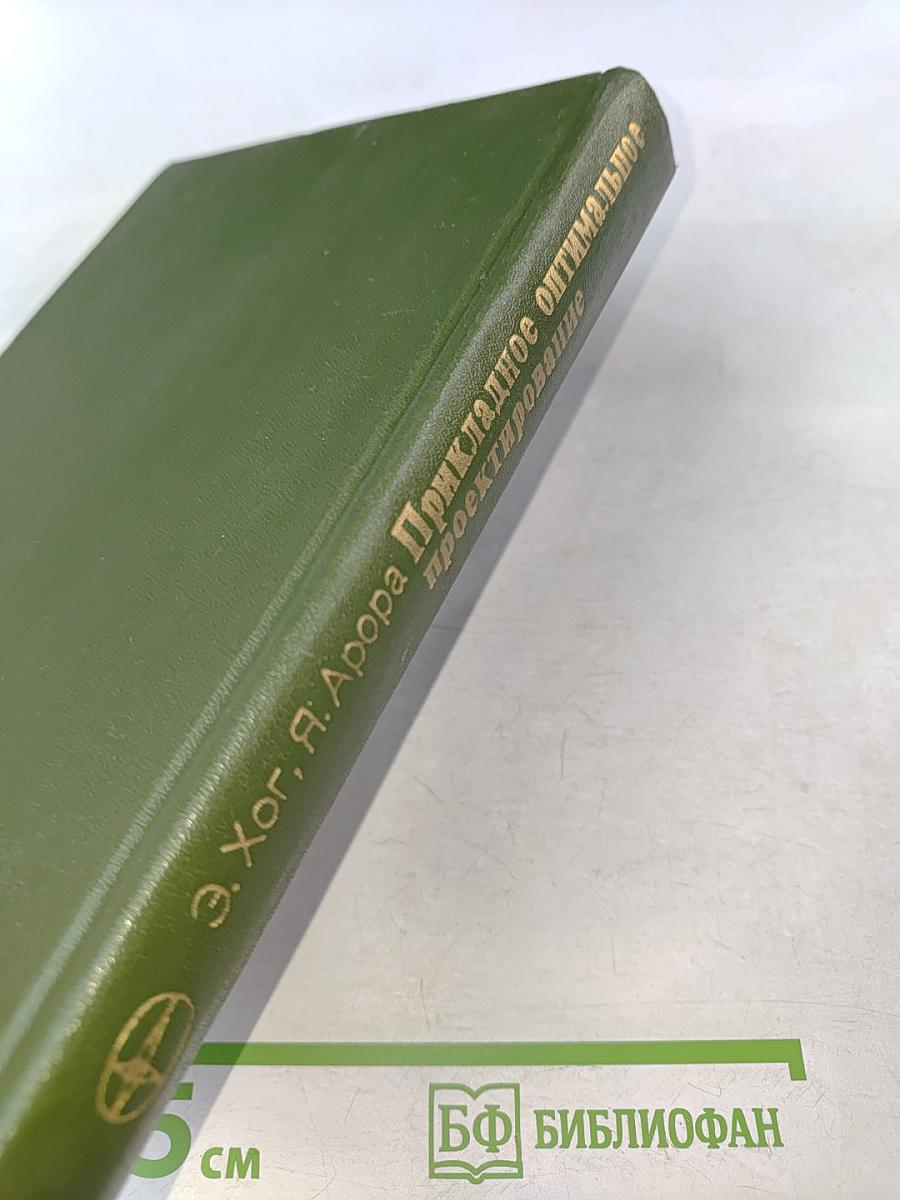 Э. Хог, Я. Арора Прикладное оптимальное
проектирование
5 см
БФ БИБЛИОФАН